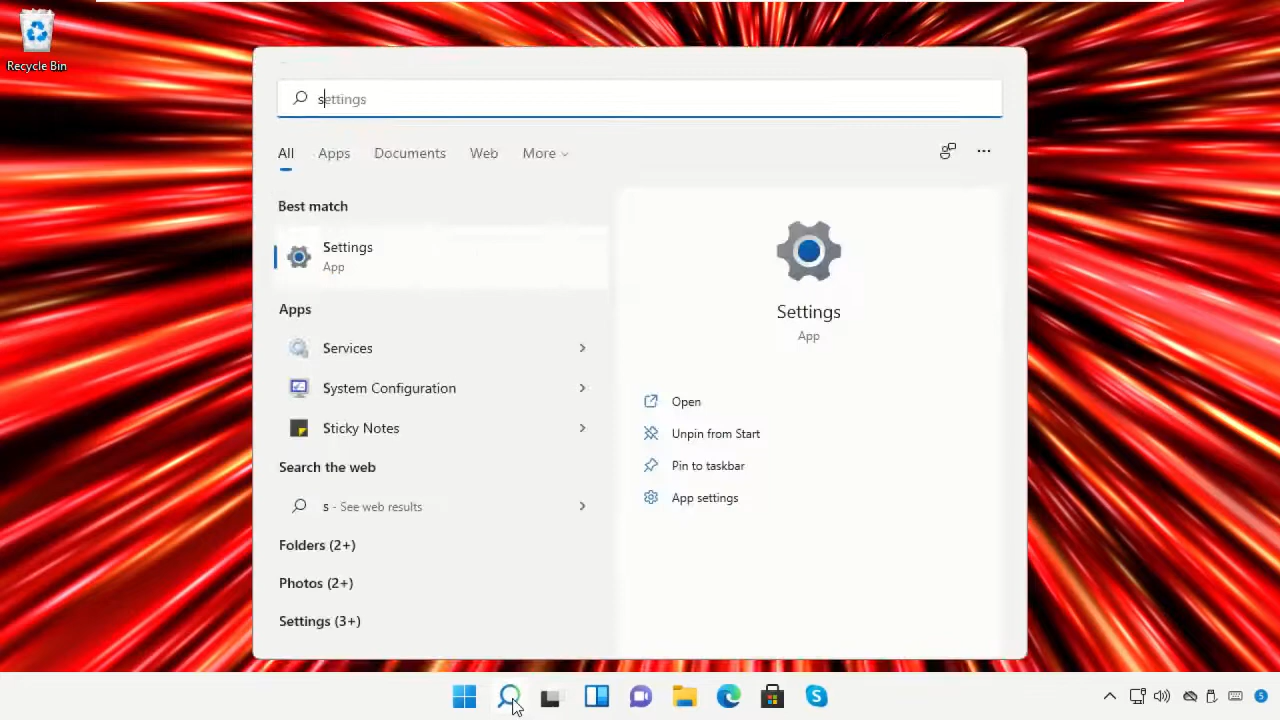 Recycle Bin
settings
All Apps Documents Web More
Best match
Settings
App
Apps
Services
System Configuration
Sticky Notes
Search the web
s - See web results
Folders (2+)
Photos (2+)
Settings (3+)
Settings
App
Open
Unpin from Start
Pin to taskbar
App settings
5